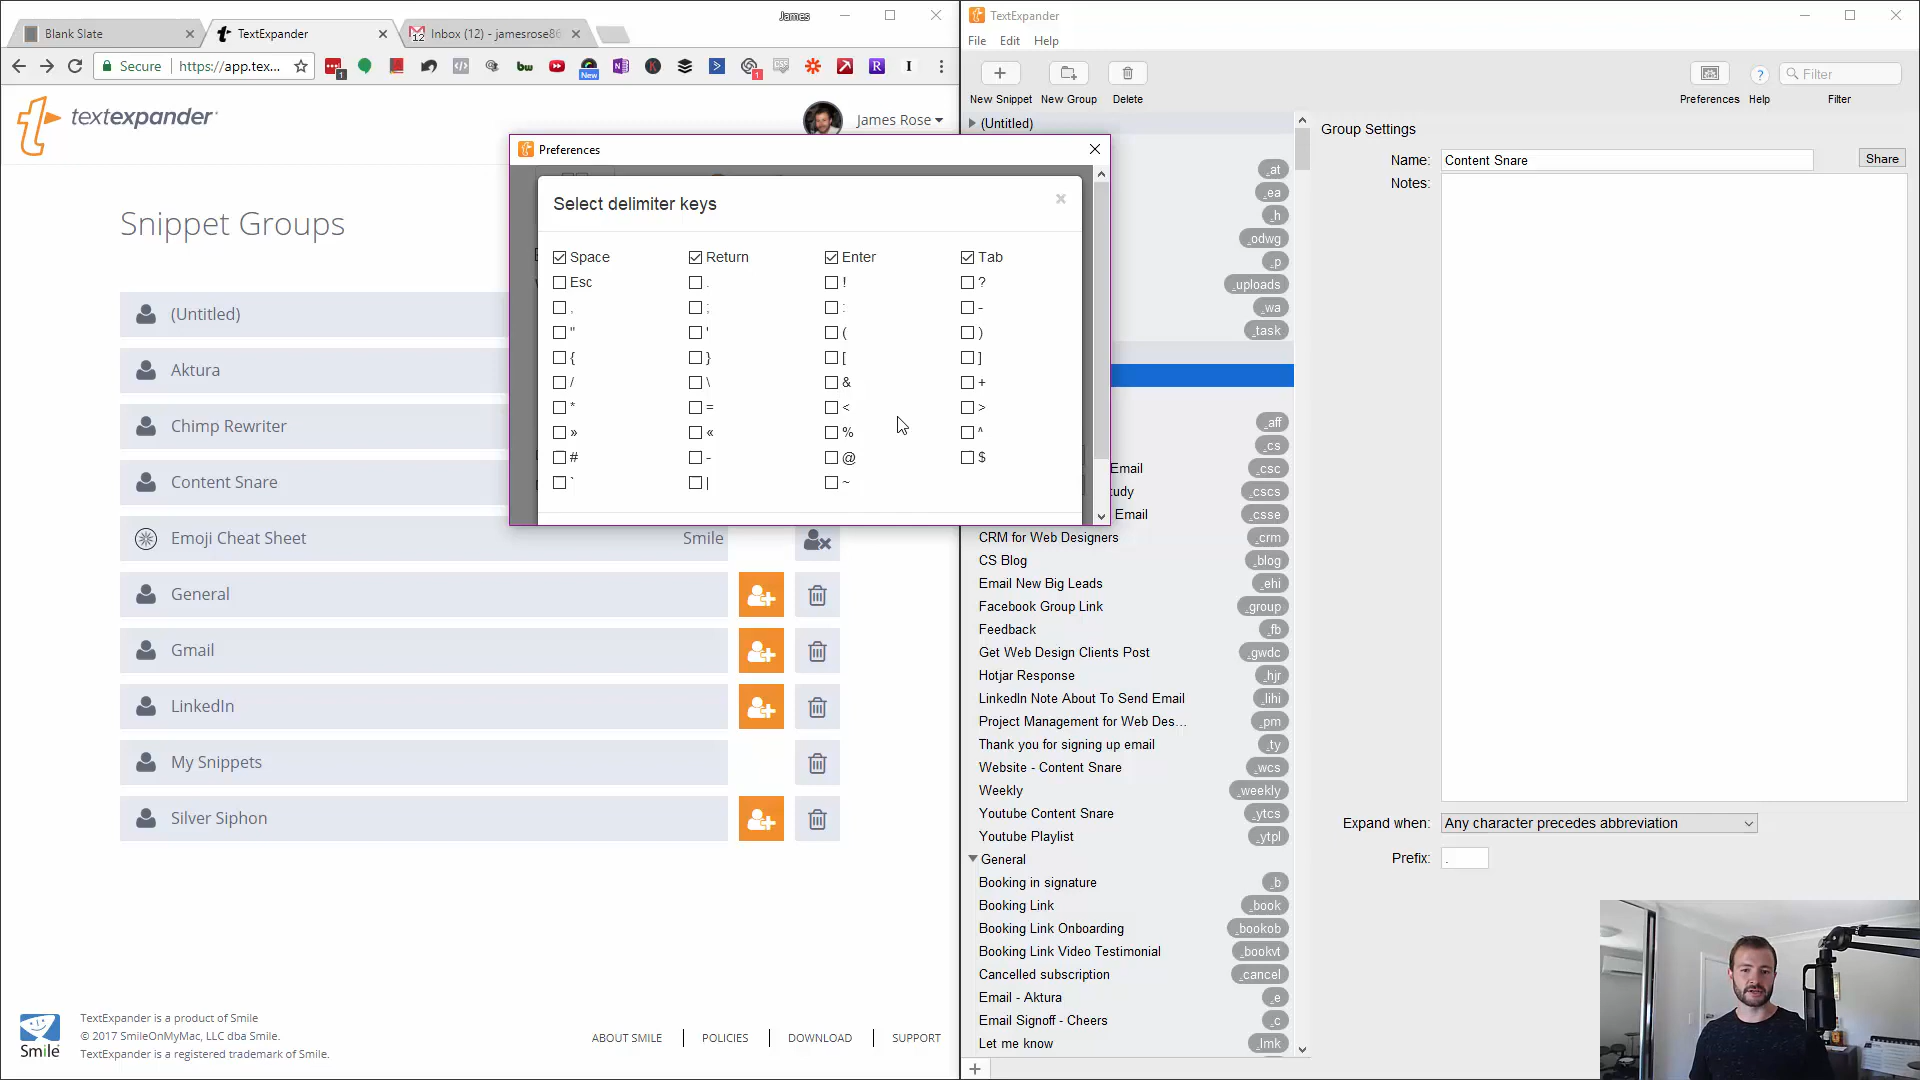 James
Blank Slate
TextExpander
Inbox (12) - jamesrose86
Secure
https://app.tex...
New
textexpander
James Rose
Snippet Groups
(Untitled)
Aktura
Chimp Rewriter
Content Snare
Emoji Cheat Sheet
Smile
General
Gmail
LinkedIn
My Snippets
Silver Siphon
Smile
TextExpander is a product of Smile
© 2017 SmileOnMyMac, LLC dba Smile.
TextExpander is a registered trademark of Smile.
ABOUT SMILE
POLICIES
DOWNLOAD
SUPPORT
Preferences
Select delimiter keys
Space
Return
Enter
Tab
Esc
.
!
?
,
;
:
-
"
'
(
)
{
}
[
]
/
\
&
+
*
=
<
>
»
«
%
^
#
-
@
$
`
|
~
TextExpander
File Edit Help
New Snippet
New Group
Delete
Preferences
Help
Filter
Filter
(Untitled)
_at
_ea
_h
_odwg
_p
_uploads
_wa
_task
_aff
_cs
Email _csc
udy _cscs
Email _csse
CRM for Web Designers _crm
CS Blog _blog
Email New Big Leads _ehi
Facebook Group Link _group
Feedback _fb
Get Web Design Clients Post _gwdc
Hotjar Response _hjr
LinkedIn Note About To Send Email _lihi
Project Management for Web Des... _pm
Thank you for signing up email _ty
Website - Content Snare _wcs
Weekly _weekly
Youtube Content Snare _ytcs
Youtube Playlist _ytpl
General
Booking in signature _b
Booking Link _book
Booking Link Onboarding _bookob
Booking Link Video Testimonial _bookvt
Cancelled subscription _cancel
Email - Aktura _e
Email Signoff - Cheers _c
Let me know _lmk
Group Settings
Name: Content Snare
Share
Notes:
Expand when: Any character precedes abbreviation
Prefix: .